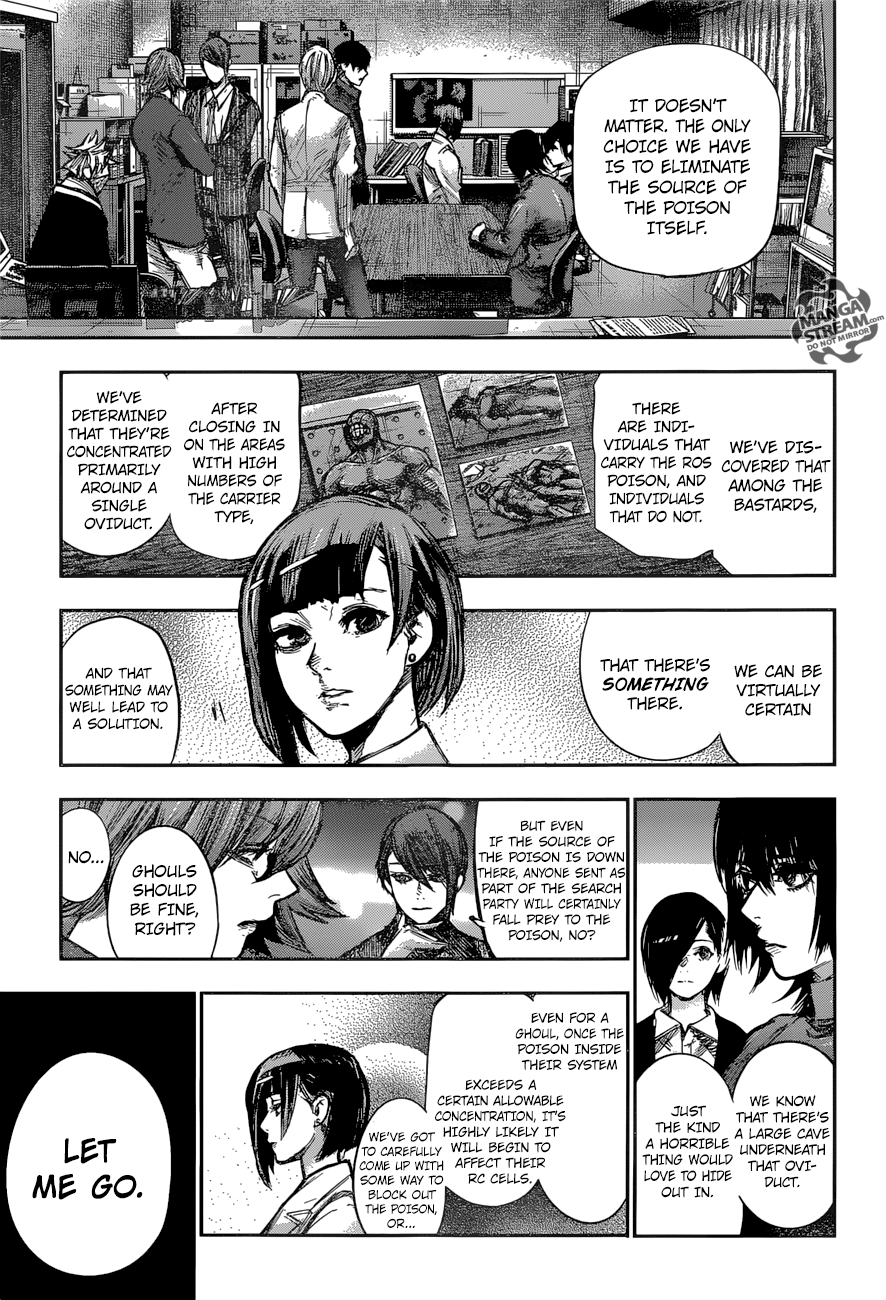 IT DOESN'T
MATTER. THE ONLY
CHOICE WE HAVE
IS TO ELIMINATE
THE SOURCE OF
THE POISON
ITSELF.
MANGA
STREAM.com
DO NOT MIRROR
WE'VE DIS-
COVERED THAT
AMONG THE
BASTARDS,
THERE
ARE INDI-
VIDUALS THAT
CARRY THE ROS
POISON, AND
INDIVIDUALS
THAT DO NOT.
AFTER
CLOSING IN
ON THE AREAS
WITH HIGH
NUMBERS OF
THE CARRIER
TYPE,
WE'VE
DETERMINED
THAT THEY'RE
CONCENTRATED
PRIMARILY
AROUND A
SINGLE
OVIDUCT.
WE CAN BE
VIRTUALLY
CERTAIN
THAT THERE'S
SOMETHING
THERE.
AND THAT
SOMETHING MAY
WELL LEAD TO
A SOLUTION.
WE KNOW
THAT THERE'S
A LARGE CAVE
UNDERNEATH
THAT OVI-
DUCT.
JUST
THE KIND
A HORRIBLE
THING WOULD
LOVE TO HIDE
OUT IN.
BUT EVEN
IF THE SOURCE OF
THE POISON IS DOWN
THERE, ANYONE SENT AS
PART OF THE SEARCH
PARTY WILL CERTAINLY
FALL PREY TO THE
POISON, NO?
GHOULS
SHOULD
BE FINE,
RIGHT?
NO...
EVEN FOR A
GHOUL, ONCE THE
POISON INSIDE
THEIR SYSTEM
EXCEEDS A
CERTAIN ALLOWABLE
CONCENTRATION, IT'S
HIGHLY LIKELY IT
WILL BEGIN TO
AFFECT THEIR
RC CELLS.
WE'VE GOT
TO CAREFULLY
COME UP WITH
SOME WAY TO
BLOCK OUT
THE POISON,
OR...
LET
ME GO.